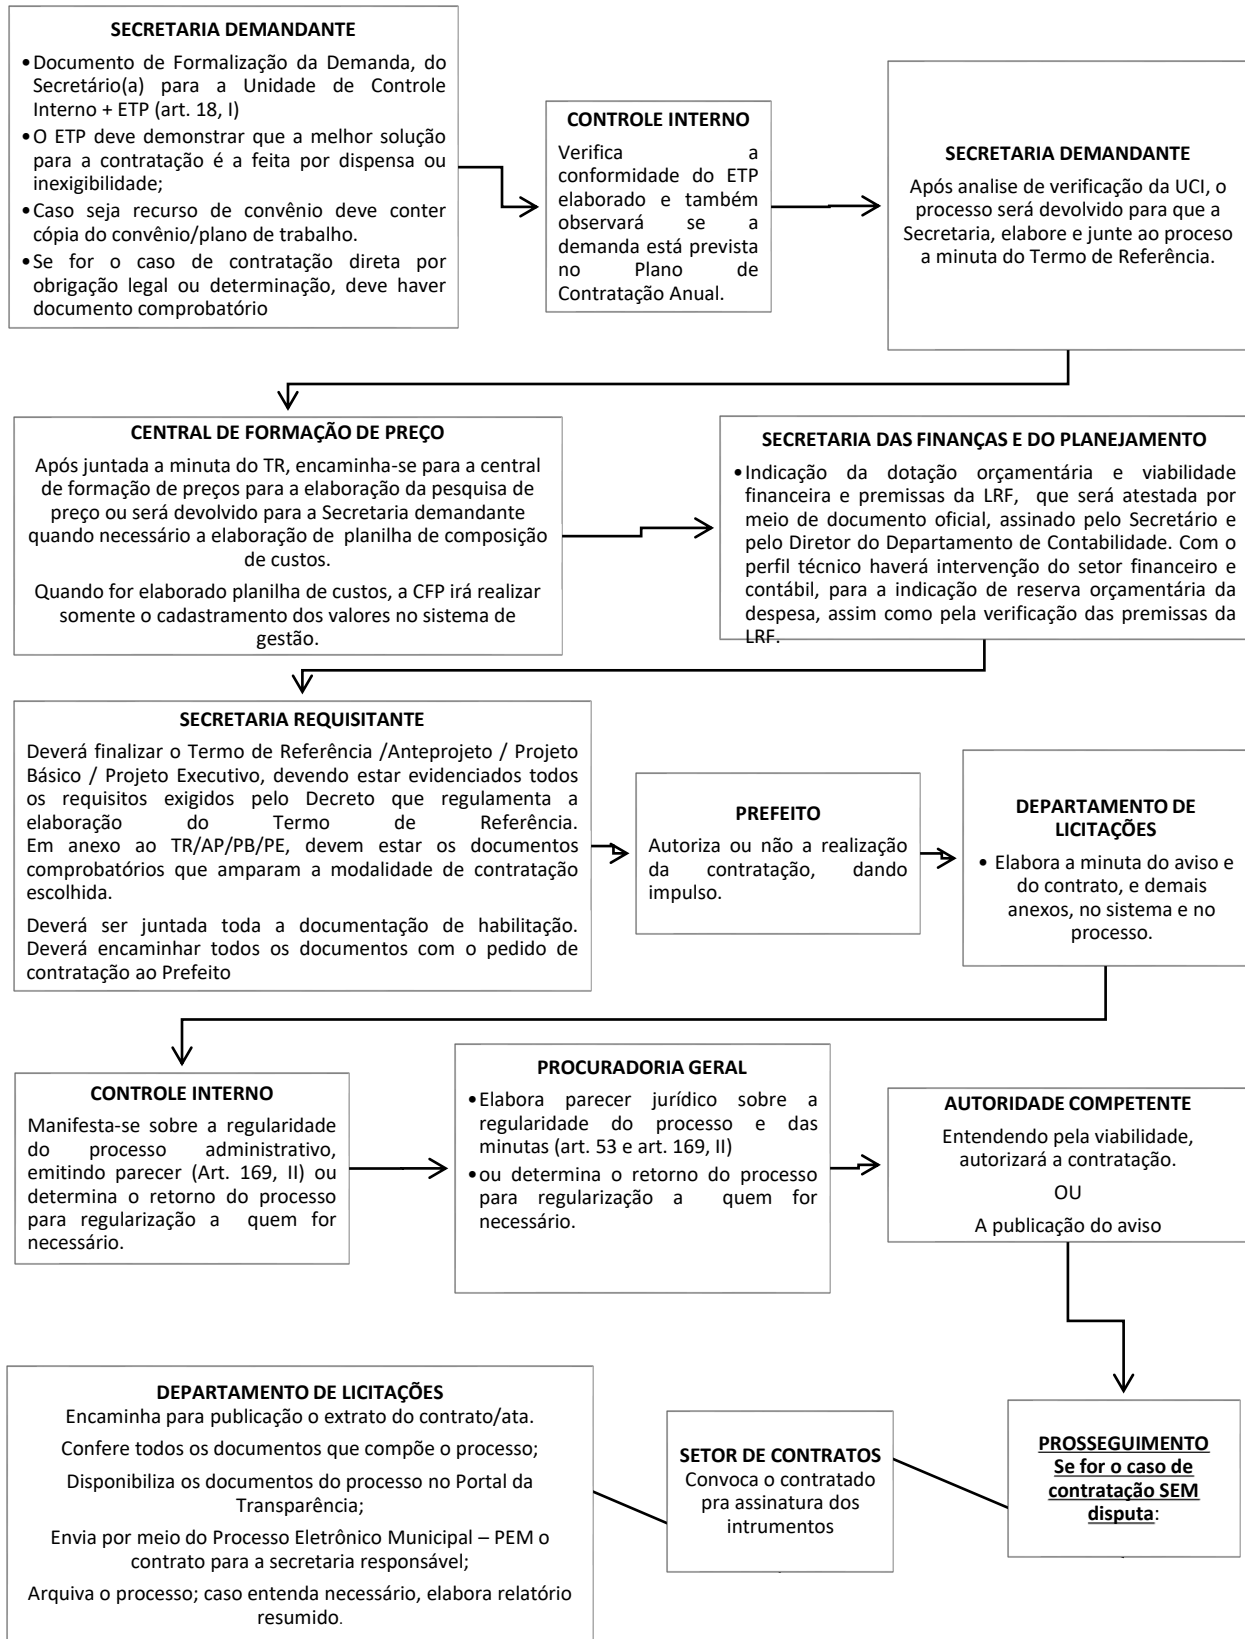 SECRETARIA DEMANDANTE
•Documento de Formalização da Demanda, do
Secretário(a) para a Unidade de Controle
Interno + ETP (art. 18, I)
•O ETP deve demonstrar que a melhor solução
para a contratação é a feita por dispensa ou
inexigibilidade;
•Caso seja recurso de convênio deve conter
cópia do convênio/plano de trabalho.
•Se for o caso de contratação direta por
obrigação legal ou determinação, deve haver
documento comprobatório
CONTROLE INTERNO
Verifica a
conformidade do ETP
elaborado e também
observará se a
demanda está prevista
no Plano de
Contratação Anual.
SECRETARIA DEMANDANTE
Após analise de verificação da UCI, o
processo será devolvido para que a
Secretaria, elabore e junte ao proceso
a minuta do Termo de Referência.
CENTRAL DE FORMAÇÃO DE PREÇO
Após juntada a minuta do TR, encaminha-se para a central
de formação de preços para a elaboração da pesquisa de
preço ou será devolvido para a Secretaria demandante
quando necessário a elaboração de planilha de composição
de custos.
Quando for elaborado planilha de custos, a CFP irá realizar
somente o cadastramento dos valores no sistema de
gestão.
SECRETARIA DAS FINANÇAS E DO PLANEJAMENTO
•Indicação da dotação orçamentária e viabilidade
financeira e premissas da LRF, que será atestada por
meio de documento oficial, assinado pelo Secretário e
pelo Diretor do Departamento de Contabilidade. Com o
perfil técnico haverá intervenção do setor financeiro e
contábil, para a indicação de reserva orçamentária da
despesa, assim como pela verificação das premissas da
LRF.
SECRETARIA REQUISITANTE
Deverá finalizar o Termo de Referência /Anteprojeto / Projeto
Básico / Projeto Executivo, devendo estar evidenciados todos
os requisitos exigidos pelo Decreto que regulamenta a
elaboração do Termo de Referência.
Em anexo ao TR/AP/PB/PE, devem estar os documentos
comprobatórios que amparam a modalidade de contratação
escolhida.
Deverá ser juntada toda a documentação de habilitação.
Deverá encaminhar todos os documentos com o pedido de
contratação ao Prefeito
PREFEITO
Autoriza ou não a realização
da contratação, dando
impulso.
DEPARTAMENTO DE
LICITAÇÕES
• Elabora a minuta do aviso e
do contrato, e demais
anexos, no sistema e no
processo.
CONTROLE INTERNO
Manifesta-se sobre a regularidade
do processo administrativo,
emitindo parecer (Art. 169, II) ou
determina o retorno do processo
para regularização a quem for
necessário.
PROCURADORIA GERAL
•Elabora parecer jurídico sobre a
regularidade do processo e das
minutas (art. 53 e art. 169, II)
•ou determina o retorno do processo
para regularização a quem for
necessário.
AUTORIDADE COMPETENTE
Entendendo pela viabilidade,
autorizará a contratação.
OU
A publicação do aviso
DEPARTAMENTO DE LICITAÇÕES
Encaminha para publicação o extrato do contrato/ata.
Confere todos os documentos que compõe o processo;
Disponibiliza os documentos do processo no Portal da
Transparência;
Envia por meio do Processo Eletrônico Municipal – PEM o
contrato para a secretaria responsável;
Arquiva o processo; caso entenda necessário, elabora relatório
resumido.
SETOR DE CONTRATOS
Convoca o contratado
pra assinatura dos
intrumentos
PROSSEGUIMENTO
Se for o caso de
contratação SEM
disputa: